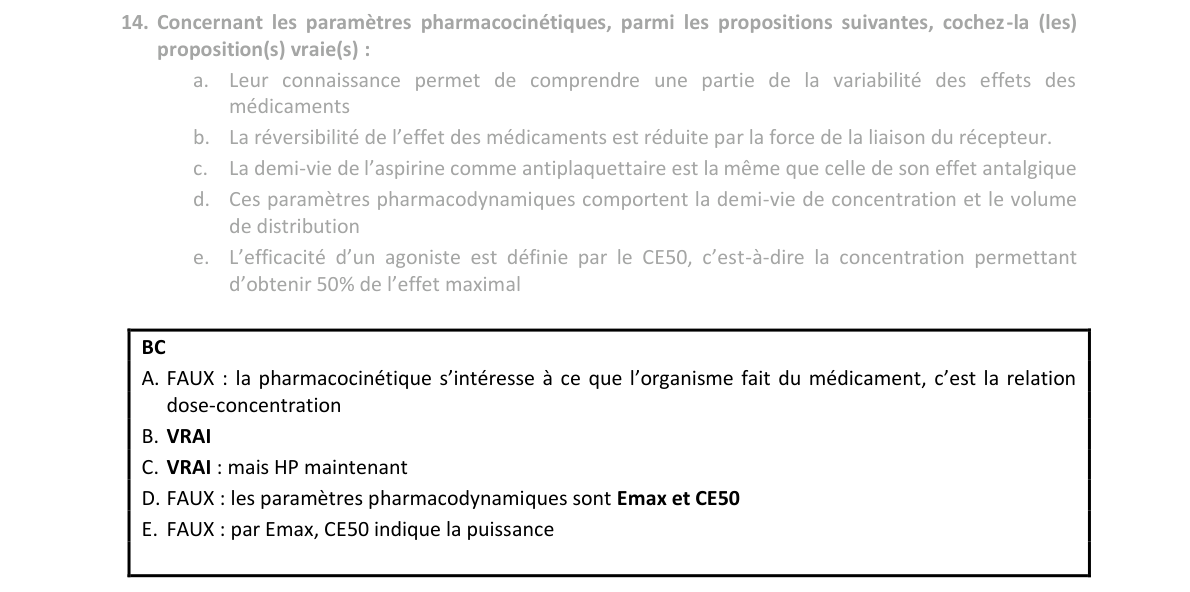 14. Concernant les paramètres pharmacocinétiques, parmi les propositions suivantes, cochez-la (les)
proposition(s) vraie(s) :
a. Leur connaissance permet de comprendre une partie de la variabilité des effets des
médicaments
b. La réversibilité de l’effet des médicaments est réduite par la force de la liaison du récepteur.
c. La demi-vie de l’aspirine comme antiplaquettaire est la même que celle de son effet antalgique
d. Ces paramètres pharmacodynamiques comportent la demi-vie de concentration et le volume
de distribution
e. L’efficacité d’un agoniste est définie par le CE50, c’est-à-dire la concentration permettant
d’obtenir 50% de l’effet maximal
BC
A. FAUX : la pharmacocinétique s’intéresse à ce que l’organisme fait du médicament, c’est la relation
dose-concentration
B. VRAI
C. VRAI : mais HP maintenant
D. FAUX : les paramètres pharmacodynamiques sont Emax et CE50
E. FAUX : par Emax, CE50 indique la puissance